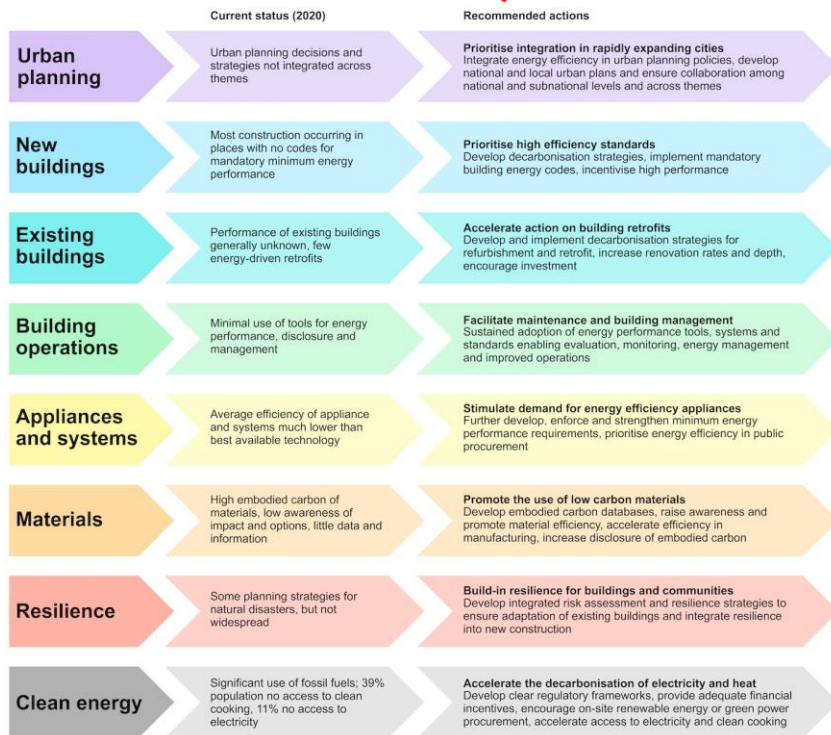 Current status (2020)
Recommended actions
Urban
planning
Urban planning decisions and
strategies not integrated across
themes
Prioritise integration in rapidly expanding cities
Integrate energy efficiency in urban planning policies, develop
national and local urban plans and ensure collaboration among
national and subnational levels and across themes
New
buildings
Most construction occurring in
places with no codes for
mandatory minimum energy
performance
Prioritise high efficiency standards
Develop decarbonisation strategies, implement mandatory
building energy codes, incentivise high performance
Existing
buildings
Performance of existing buildings
generally unknown, few
energy-driven retrofits
Accelerate action on building retrofits
Develop and implement decarbonisation strategies for
refurbishment and retrofit, increase renovation rates and depth,
encourage investment
Building
operations
Minimal use of tools for energy
performance, disclosure and
management
Facilitate maintenance and building management
Sustained adoption of energy performance tools, systems and
standards enabling evaluation, monitoring, energy management
and improved operations
Appliances
and systems
Average efficiency of appliance
and systems much lower than
best available technology
Stimulate demand for energy efficiency appliances
Further develop, enforce and strengthen minimum energy
performance requirements, prioritise energy efficiency in public
procurement
Materials
High embodied carbon of
materials, low awareness of
impact and options, little data and
information
Promote the use of low carbon materials
Develop embodied carbon databases, raise awareness and
promote material efficiency, accelerate efficiency in
manufacturing, increase disclosure of embodied carbon
Resilience
Some planning strategies for
natural disasters, but not
widespread
Build-in resilience for buildings and communities
Develop integrated risk assessment and resilience strategies to
ensure adaptation of existing buildings and integrate resilience
into new construction
Clean energy
Significant use of fossil fuels; 39%
population no access to clean
cooking, 11% no access to
electricity
Accelerate the decarbonisation of electricity and heat
Develop clear regulatory frameworks, provide adequate financial
incentives, encourage on-site renewable energy or green power
procurement, accelerate access to electricity and clean cooking